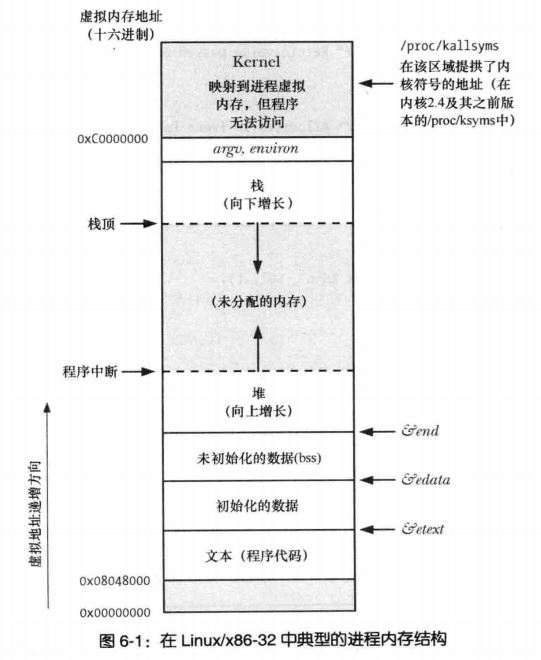 虚拟内存地址
(十六进制)
/proc/kallsyms
在该区域提拱了内
核符号的地址(在
内核2.4及其之前版
本的/proc/ksyms中)
Kernel
映射到进程虚拟
内存,但程序
无法访问
0xC0000000
argv, environ
栈
(向下增长)
栈顶
(未分配的内存)
程序中断
堆
(向上增长)
&end
未初始化的数据(bss)
&edata
初始化的数据
&etext
文本(程序代码)
0x08048000
0x00000000
虚拟地址递增方向
图 6-1:在 Linux/x86-32 中典型的进程内存结构